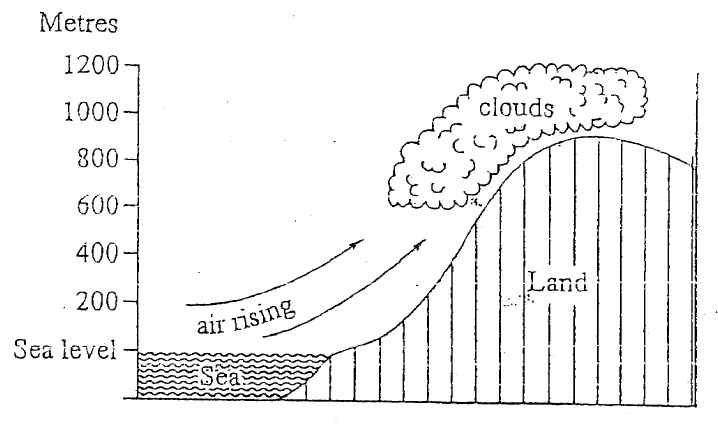 Metres
1200
1000
clouds
800
600
400
Land
200
air rising
Sea level
Sea